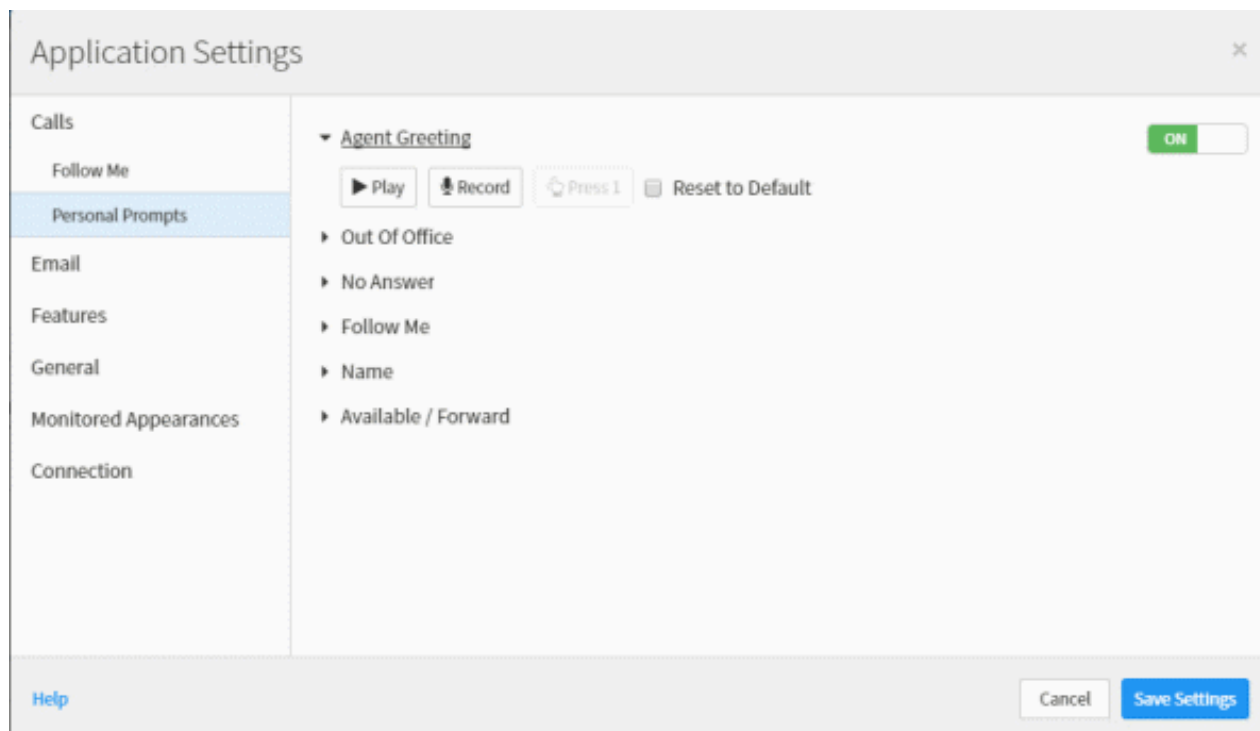 Application Settings
Calls
Follow Me
Personal Prompts
Email
Features
General
Monitored Appearances
Connection
Agent Greeting
ON
Play Record Press 1 Reset to Default
Out Of Office
No Answer
Follow Me
Name
Available / Forward
Help
Cancel
Save Settings